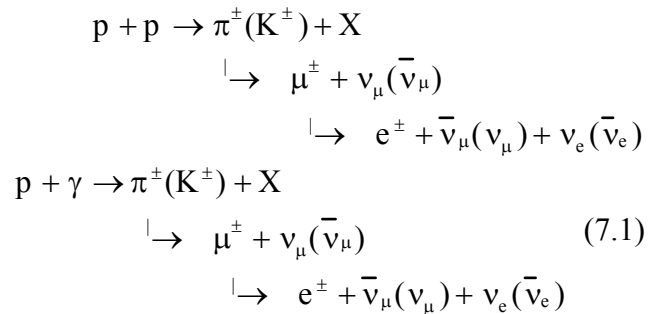 p + p → π±(K±) + X
|→ μ± + νμ(ν̄μ)
|→ e± + ν̄μ(νμ) + νe(ν̄e)
p + γ → π±(K±) + X
|→ μ± + νμ(ν̄μ) (7.1)
|→ e± + ν̄μ(νμ) + νe(ν̄e)